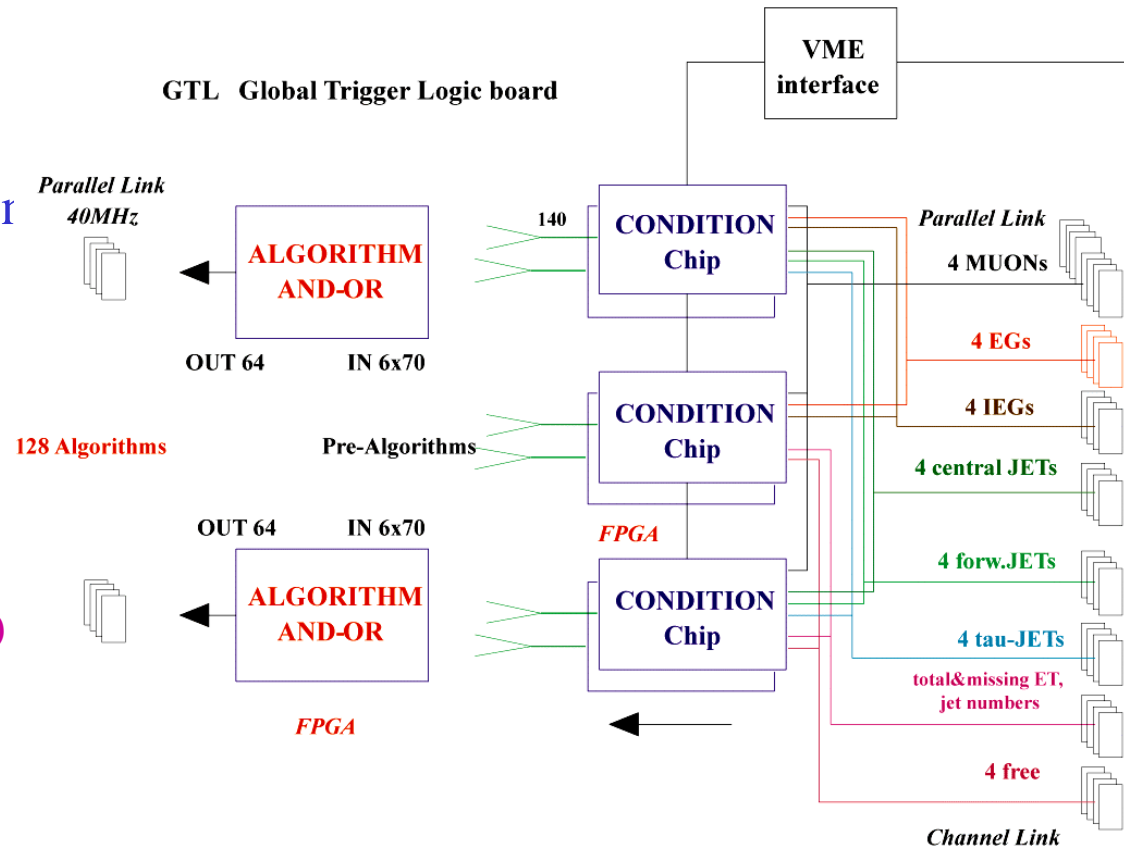 VME
interface
GTL Global Trigger Logic board
Parallel Link
40MHz
ALGORITHM
AND-OR
OUT 64 IN 6x70
140
CONDITION
Chip
Parallel Link
4 MUONs
4 EGs
4 IEGs
CONDITION
Chip
128 Algorithms
Pre-Algorithms
4 central JETs
OUT 64 IN 6x70
FPGA
ALGORITHM
AND-OR
CONDITION
Chip
4 forw.JETs
4 tau-JETs
total&missing ET,
jet numbers
FPGA
4 free
Channel Link